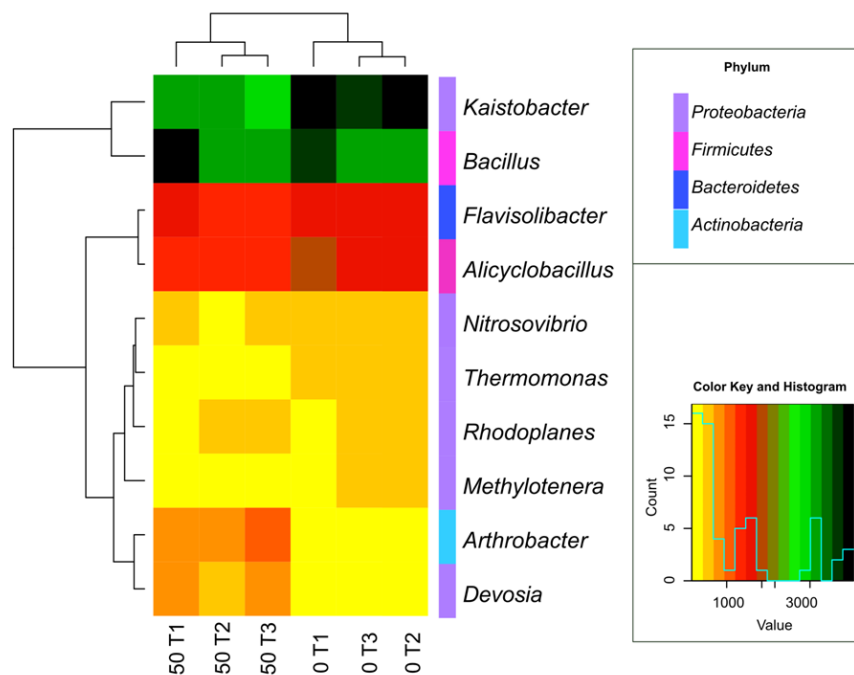 Kaistobacter
Bacillus
Flavisolibacter
Alicyclobacillus
Nitrosovibrio
Thermomonas
Rhodoplanes
Methylotenera
Arthrobacter
Devosia
50 T1
50 T2
50 T3
0 T1
0 T3
0 T2
Phylum
Proteobacteria
Firmicutes
Bacteroidetes
Actinobacteria
Color Key and Histogram
Count
15
10
5
0
1000 3000
Value